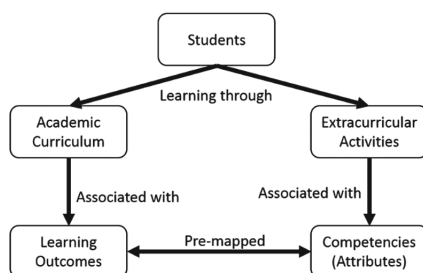 Students
Learning through
Academic
Curriculum
Extracurricular
Activities
Associated with
Associated with
Learning
Outcomes
Pre-mapped
Competencies
(Attributes)